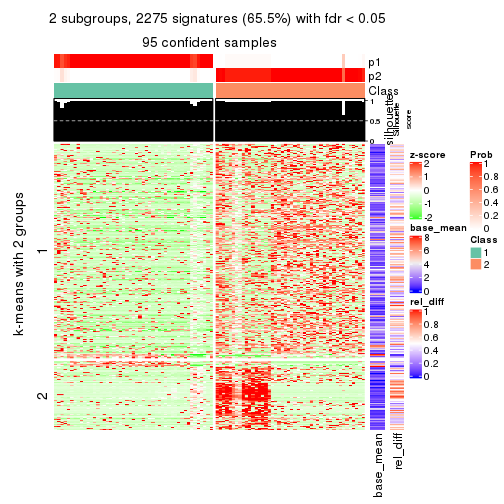 2 subgroups, 2275 signatures (65.5%) with fdr < 0.05
95 confident samples
p1
p2
Class
1
0.5
0
silhouette
Silhouette
score
k-means with 2 groups
1
2
base_mean
rel_diff
z-score
2
1
0
-1
-2
base_mean
8
6
4
2
0
rel_diff
1
0.8
0.6
0.4
0.2
0
Prob
1
0.8
0.6
0.4
0.2
0
Class
1
2